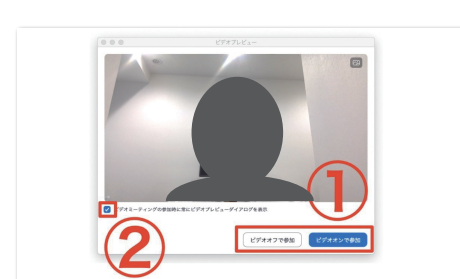 ビデオプレビュー
①
ビデオミーティングの参加時に常にビデオプレビューダイアログを表示
②
ビデオオフで参加 ビデオオンで参加